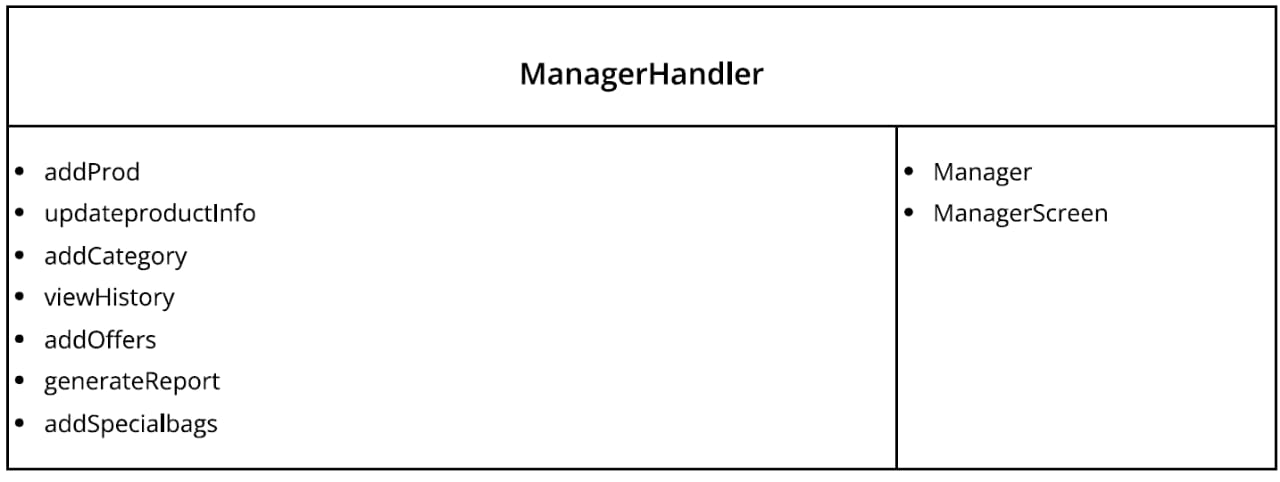 ManagerHandler
addProd
updateproductInfo
addCategory
viewHistory
addOffers
generateReport
addSpecialbags
Manager
ManagerScreen